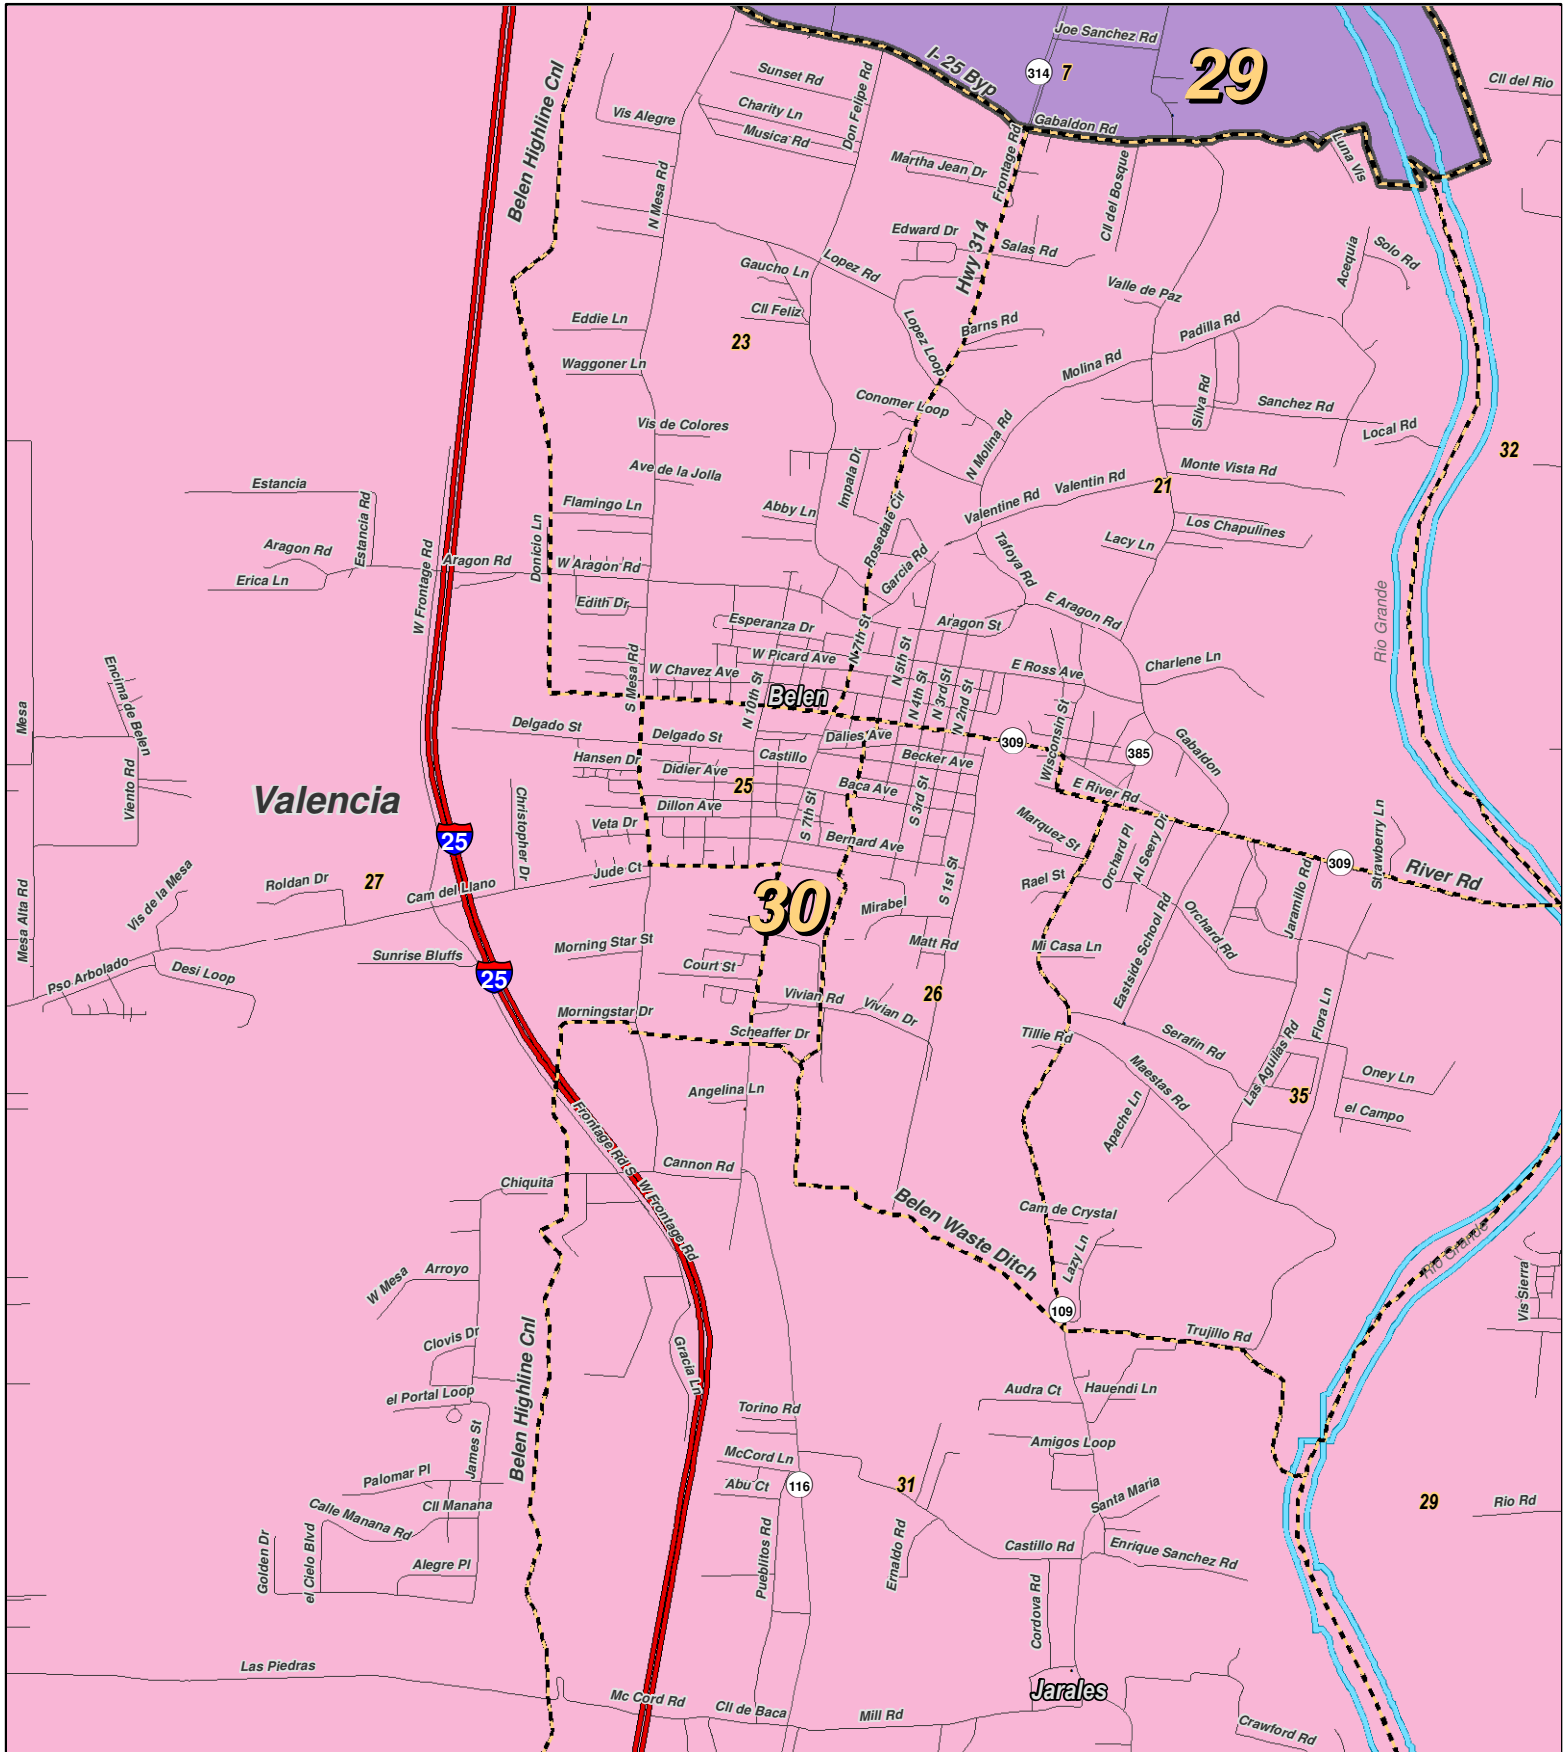 Joe Sanchez Rd
29
I- 25 Byp
314
7
Sunset Rd
Cll del Rio
Belen Highline Cnl
Don Felipe Rd
Charity Ln
Vis Alegre
Musica Rd
Gabaldon Rd
Frontage Rd
Luna Vis
Martha Jean Dr
N Mesa Rd
Cll del Bosque
Edward Dr
Salas Rd
Hwy 314
Acequia
Solo Rd
Gaucho Ln
Lopez Rd
Valle de Paz
Cll Feliz
Eddie Ln
Lopez Loop
Barns Rd
Padilla Rd
23
Waggoner Ln
Molina Rd
Conomer Loop
Silva Rd
Sanchez Rd
Vis de Colores
N Molina Rd
Local Rd
32
Ave de la Jolla
Impala Dr
Monte Vista Rd
Estancia
Valentin Rd
21
Flamingo Ln
Abby Ln
Valentine Rd
Estancia Rd
Rosedale Cir
Los Chapulines
Donicio Ln
Lacy Ln
Aragon Rd
Aragon Rd
W Aragon Rd
Garcia Rd
Tafoya Rd
Erica Ln
W Frontage Rd
Edith Dr
E Aragon Rd
Rio Grande
Esperanza Dr
Aragon St
N 7th St
W Picard Ave
N 5th St
W Chavez Ave
E Ross Ave
Charlene Ln
S Mesa Rd
Encima de Belen
Belen
N 10th St
N 4th St
N 3rd St
N 2nd St
Mesa
Delgado St
Delgado St
Dalies Ave
309
Wisconsin St
385
Gabaldon
Hansen Dr
Castillo
Becker Ave
Didier Ave
25
Baca Ave
E River Rd
Viento Rd
Valencia
Christopher Dr
Dillon Ave
S 7th St
S 3rd St
Veta Dr
Marquez St
25
Bernard Ave
Orchard Pl
Al Seery Dr
Strawberry Ln
309
River Rd
Roldan Dr
27
Jude Ct
Cam del Llano
30
S 1st St
Rael St
Jaramillo Rd
Vis de la Mesa
Mesa Alta Rd
Mirabel
Orchard Rd
Eastside School Rd
Morning Star St
Matt Rd
Mi Casa Ln
Sunrise Bluffs
Court St
Pso Arbolado
Desi Loop
25
Vivian Rd
26
Vivian Dr
Morningstar Dr
Scheaffer Dr
Tillie Rd
Serafin Rd
Flora Ln
Las Aguilas Rd
Maestas Rd
Oney Ln
Angelina Ln
35
Apache Ln
el Campo
Frontage Rd S
Cannon Rd
Chiquita
W Frontage Rd
Belen Waste Ditch
Cam de Crystal
Lazy Ln
Rio Grande
W Mesa
Arroyo
Vis Sierra
109
Clovis Dr
Gracia Ln
Trujillo Rd
Belen Highline Cnl
el Portal Loop
Audra Ct
Hauendi Ln
Torino Rd
James St
Amigos Loop
McCord Ln
Palomar Pl
Abu Ct
116
31
Santa Maria
29
Rio Rd
Calle Manana Rd
Cll Manana
Golden Dr
el Cielo Blvd
Alegre Pl
Pueblitos Rd
Ernaldo Rd
Castillo Rd
Enrique Sanchez Rd
Cordova Rd
Las Piedras
Mc Cord Rd
Cll de Baca
Mill Rd
Jarales
Crawford Rd